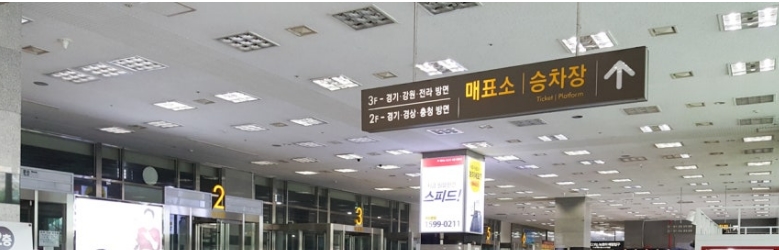 3F - 경기·강원·전라 방면
2F - 경기·경상·충청 방면
매표소 | 승차장
Ticket | Platform
2
3
5
스피드!
1599-0211